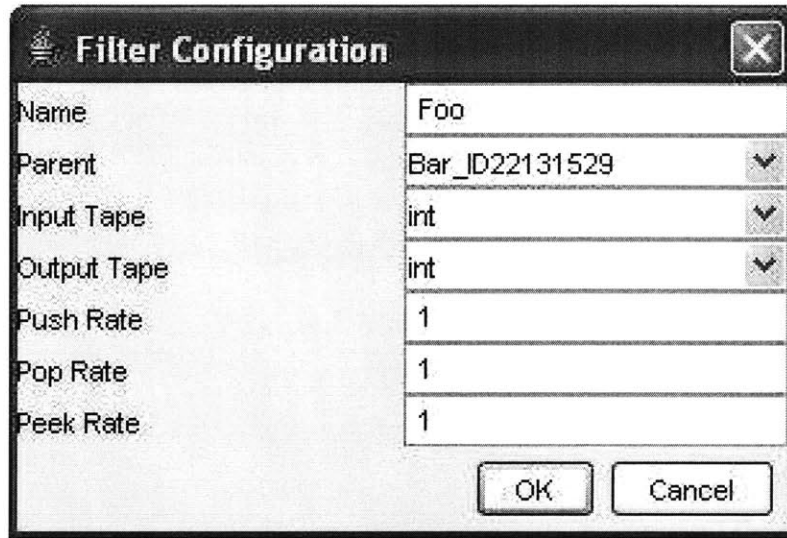 Filter Configuration
Name Foo
Parent Bar_ID22131529
Input Tape int
Output Tape int
Push Rate 1
Pop Rate 1
Peek Rate 1
OK Cancel